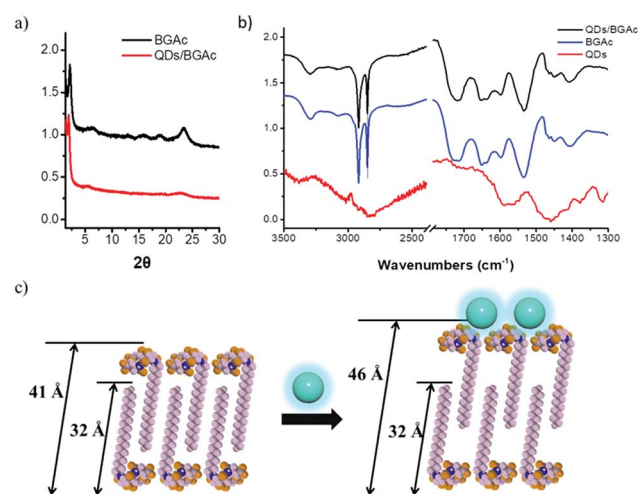 a)
BGAc
QDs/BGAc
2.0
1.5
1.0
0.5
0.0
5 10 15 20 25 30
2θ
b)
QDs/BGAc
BGAc
QDs
2.0
1.5
1.0
0.5
0.0
3500 3000 2500 1700 1600 1500 1400 1300
Wavenumbers (cm⁻¹)
c)
41 Å
32 Å
46 Å
32 Å